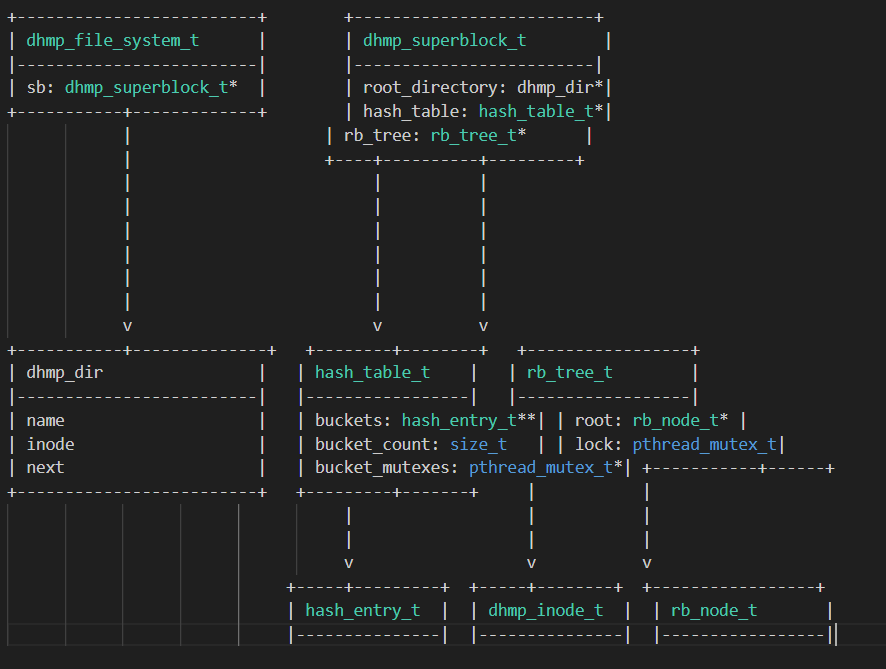 +-------------------------+        +-------------------------+
| dhmp_file_system_t      |        | dhmp_superblock_t        |
|-------------------------|        |-------------------------|
| sb: dhmp_superblock_t*  |        | root_directory: dhmp_dir*|
+-----------+-------------+        | hash_table: hash_table_t*|
            |                    | rb_tree: rb_tree_t*      |
            |                    +----+----------+---------+
            |                         |          |
            |                         |          |
            |                         |          |
            |                         |          |
            |                         |          |
            |                         |          |
            v                         v          v
+-----------+--------------+   +--------+--------+   +-----------------+
| dhmp_dir                |   | hash_table_t    |   | rb_tree_t        |
|-------------------------|   |-----------------|   |------------------|
| name                    |   | buckets: hash_entry_t**| | root: rb_node_t* |
| inode                   |   | bucket_count: size_t   | | lock: pthread_mutex_t|
| next                    |   | bucket_mutexes: pthread_mutex_t*| +-----------+------+
+-------------------------+   +---------+-------+     |           |
                                   |                  |           |
                                   |                  |           |
                                   v                  v           v
                             +-----+---------+  +-----+--------+  +-----------------+
                             | hash_entry_t  |  | dhmp_inode_t  |  | rb_node_t       |
                             |---------------|  |---------------|  |-----------------||